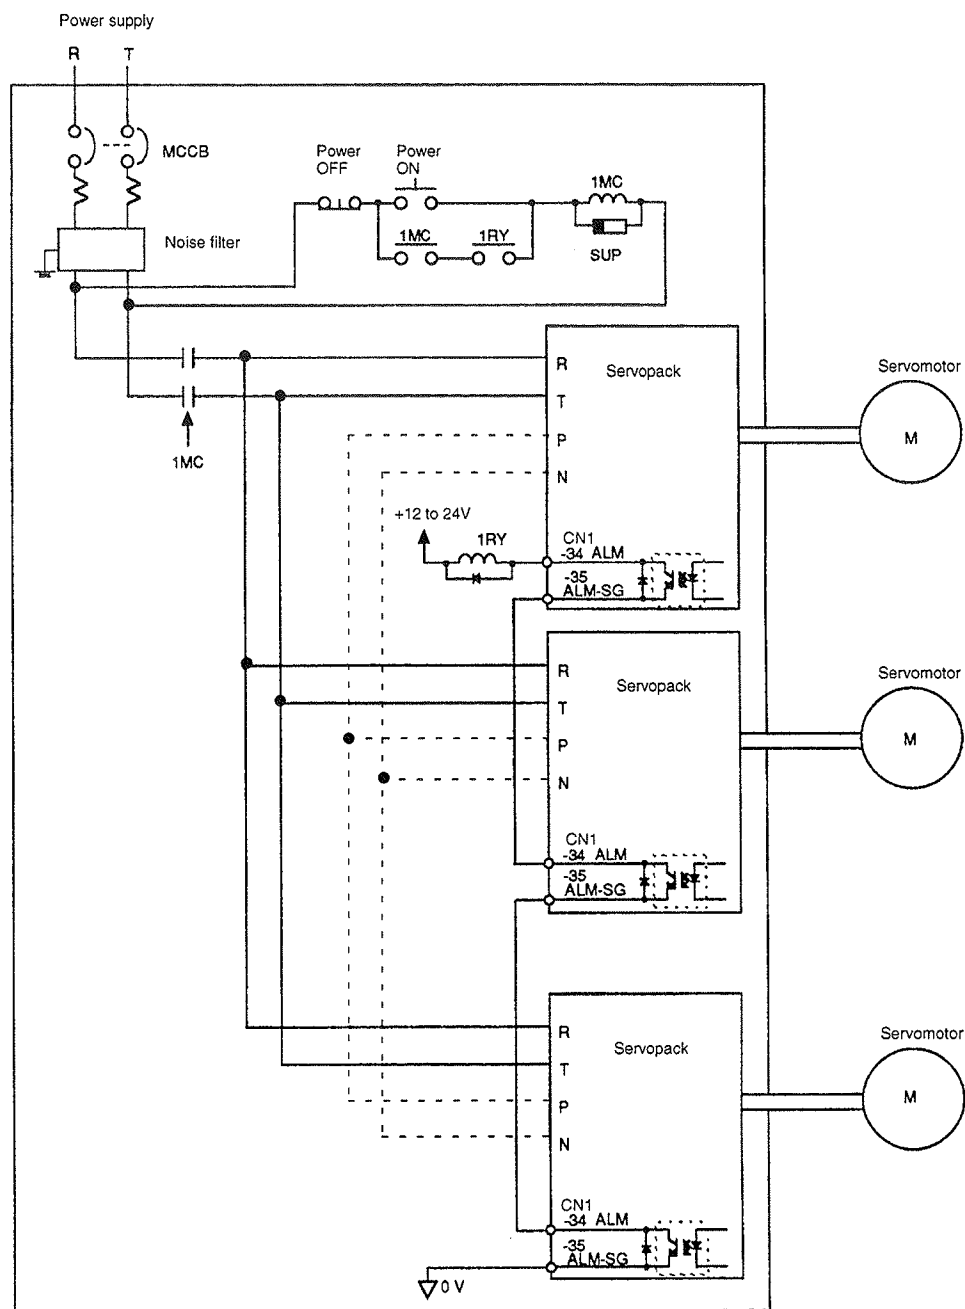 Power supply
R T
MCCB
Power
OFF
Power
ON
1MC
1MC 1RY
SUP
Noise filter
1MC
R
T
P
N
Servopack
Servomotor
M
+12 to 24V
1RY
CN1
-34 ALM
-35
ALM-SG
R
T
P
N
Servopack
Servomotor
M
CN1
-34 ALM
-35
ALM-SG
R
T
P
N
Servopack
Servomotor
M
CN1
-34 ALM
-35
ALM-SG
0 V